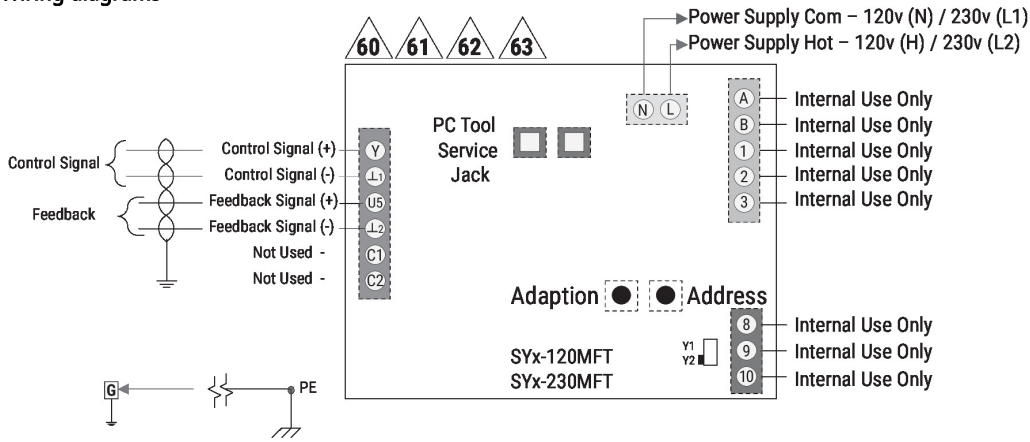 Wiring diagrams
60 61 62 63
Power Supply Com – 120v (N) / 230v (L1)
Power Supply Hot – 120v (H) / 230v (L2)
N L
PC Tool
Service
Jack
A Internal Use Only
B Internal Use Only
1 Internal Use Only
2 Internal Use Only
3 Internal Use Only
Control Signal
Feedback
Control Signal (+) Y
Control Signal (-) ⊥1
Feedback Signal (+) U5
Feedback Signal (-) ⊥2
Not Used - C1
Not Used - C2
Adaption Address
SYx-120MFT
SYx-230MFT
Y1
Y2
8 Internal Use Only
9 Internal Use Only
10 Internal Use Only
G PE